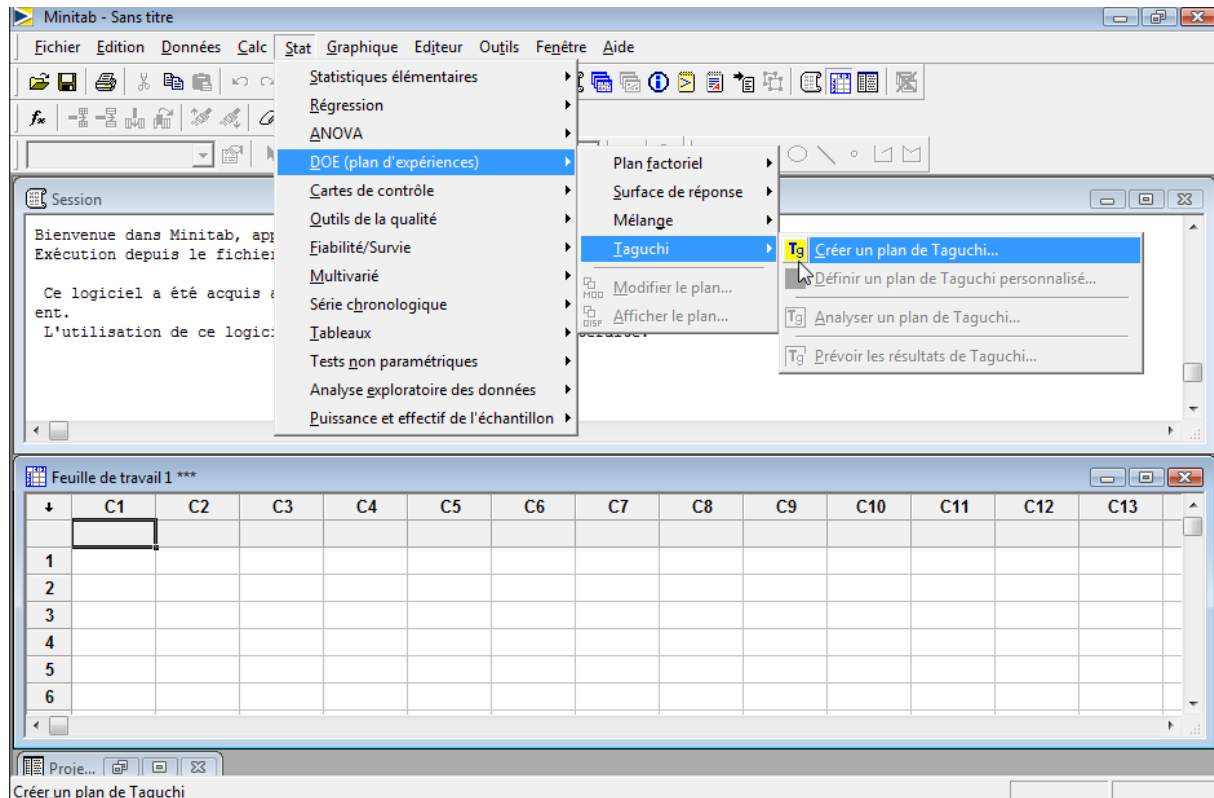 Minitab - Sans titre
Fichier Edition Données Calc Stat Graphique Editeur Outils Fenêtre Aide
Statistiques élémentaires
Régression
ANOVA
DOE (plan d'expériences)
Cartes de contrôle
Outils de la qualité
Fiabilité/Survie
Multivarié
Série chronologique
Tableaux
Tests non paramétriques
Analyse exploratoire des données
Puissance et effectif de l'échantillon
Plan factoriel
Surface de réponse
Mélange
Taguchi
MOD Modifier le plan...
DISP Afficher le plan...
Tg Créer un plan de Taguchi...
Définir un plan de Taguchi personnalisé...
Tg Analyser un plan de Taguchi...
Tg Prévoir les résultats de Taguchi...
Session
Bienvenue dans Minitab,
Exécution depuis le
Ce logiciel a été acquis
ent.
L'utilisation de ce
Feuille de travail 1 ***
C1 C2 C3 C4 C5 C6 C7 C8 C9 C10 C11 C12 C13
1
2
3
4
5
6
Proje...
Créer un plan de Taguchi